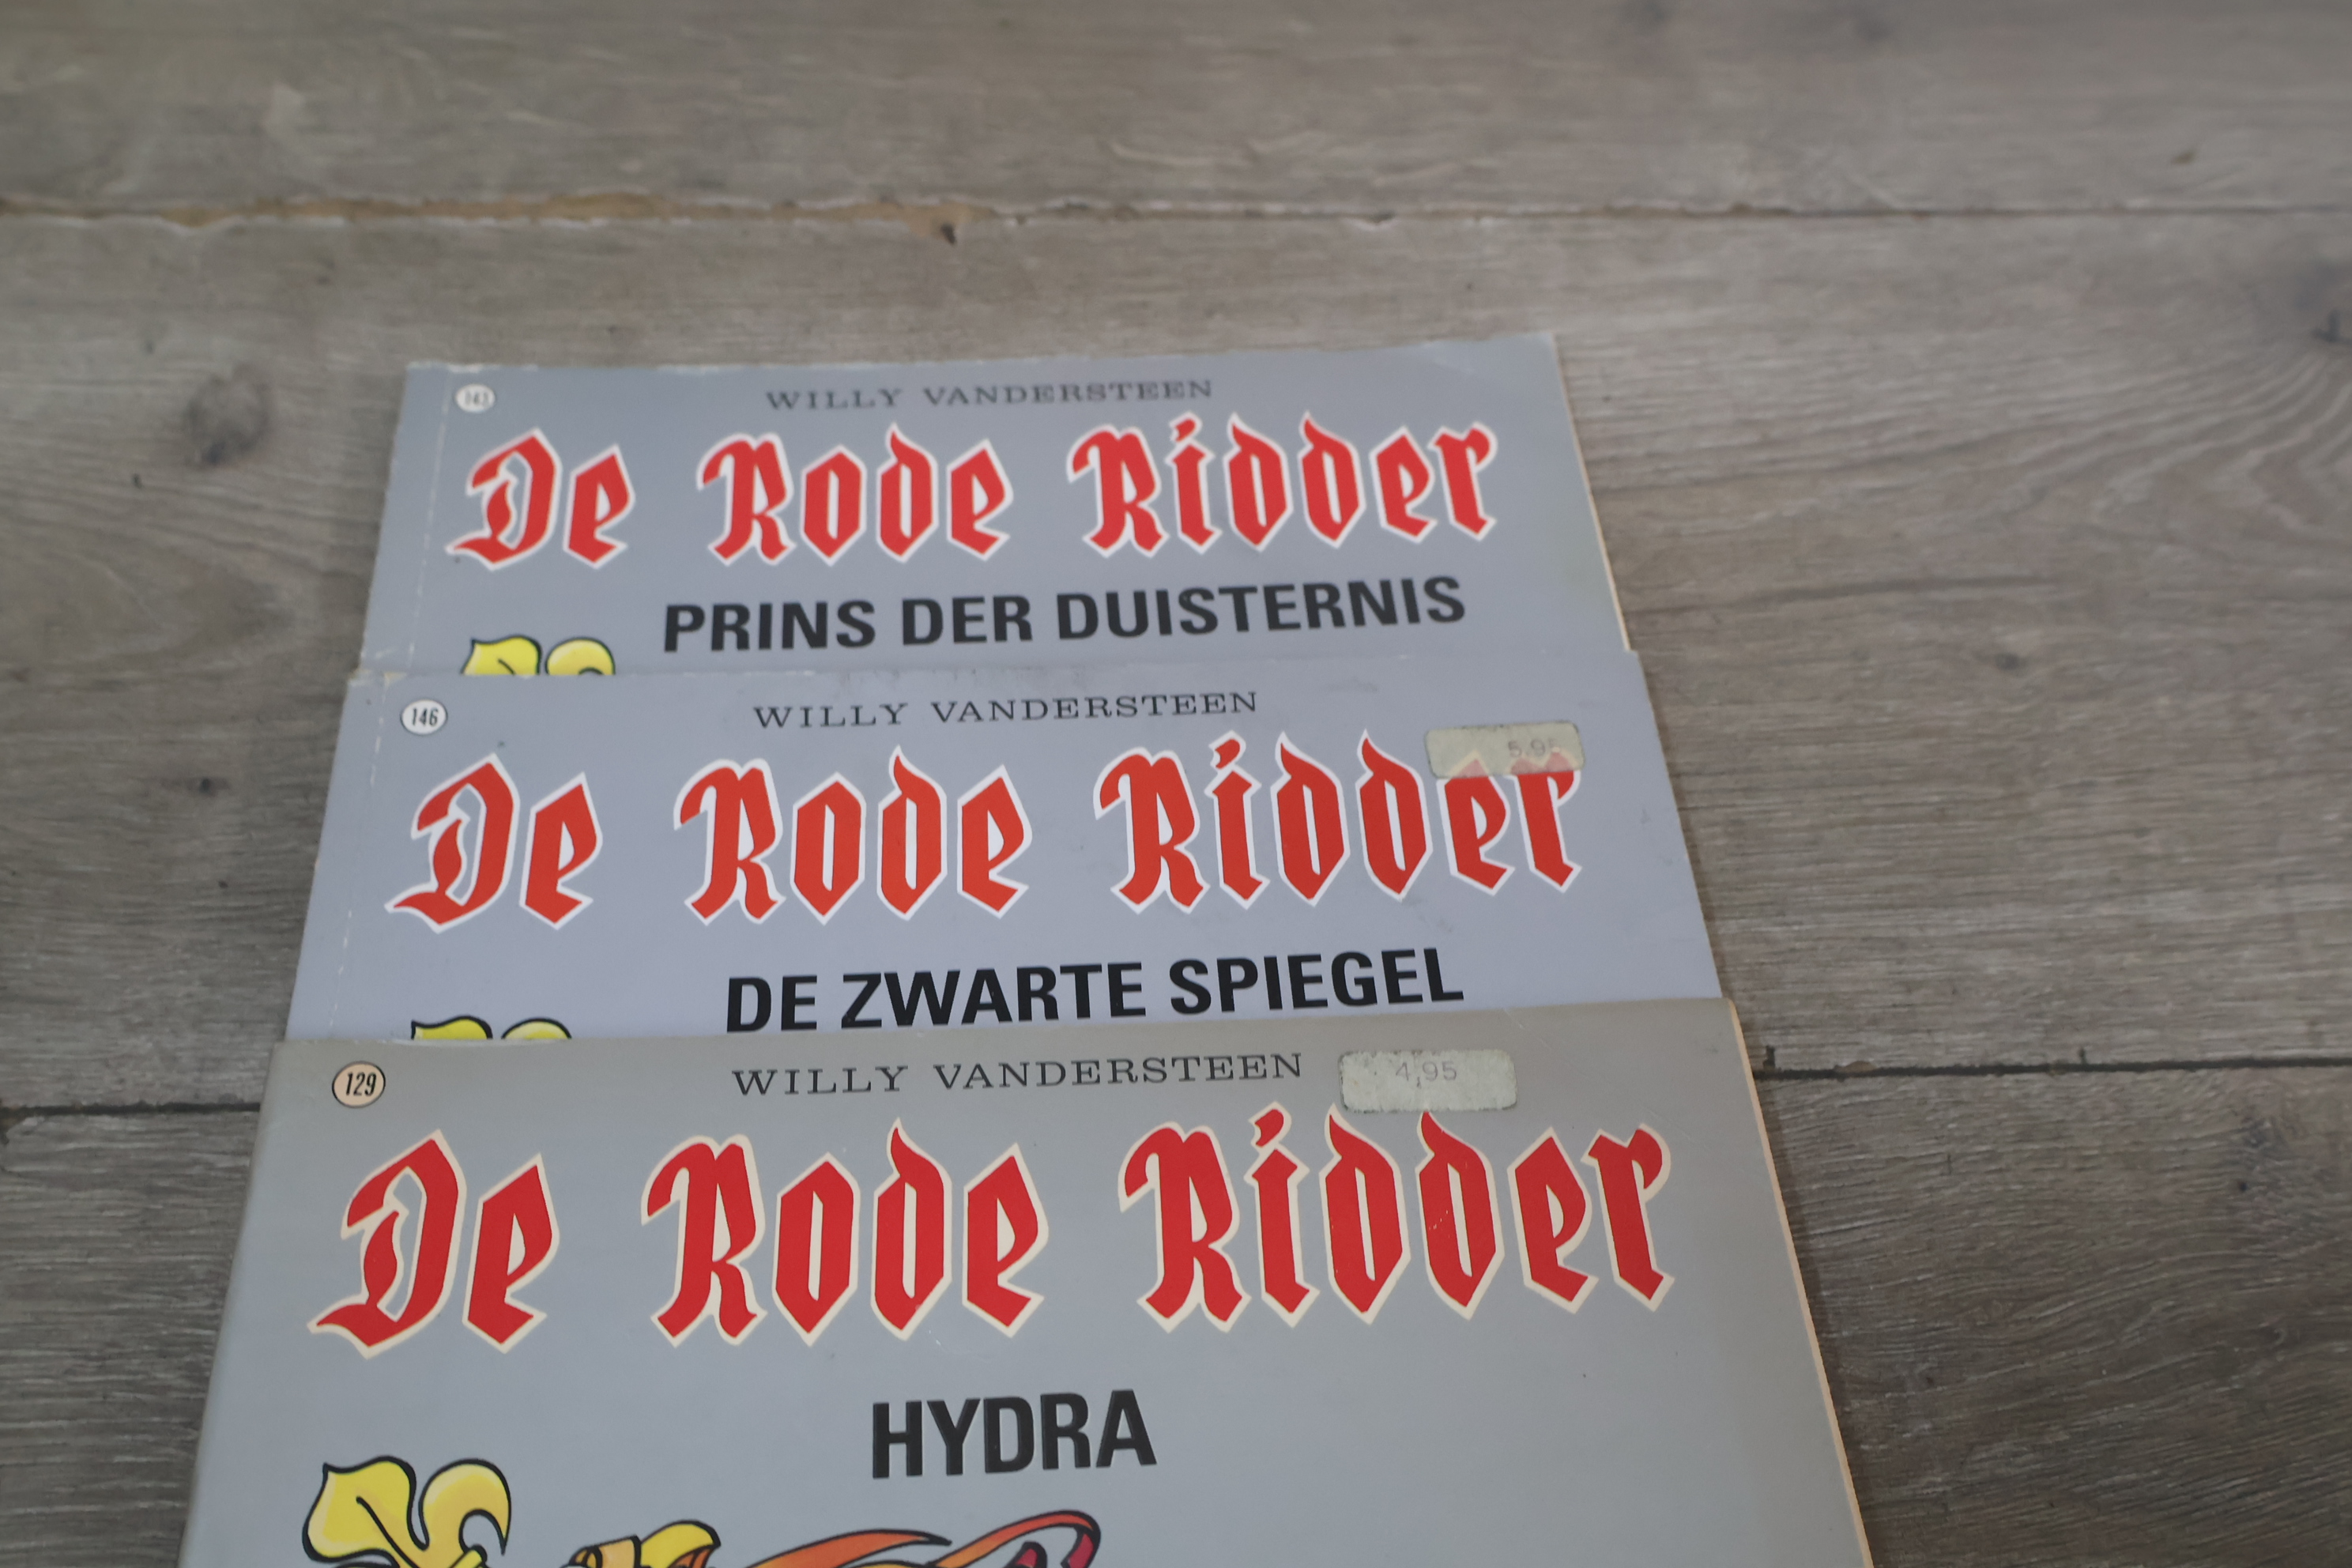 143
WILLY VANDERSTEEN
De Rode Ridder
PRINS DER DUISTERNIS
146
WILLY VANDERSTEEN
5,95
De Rode Ridder
DE ZWARTE SPIEGEL
129
WILLY VANDERSTEEN
4,95
De Rode Ridder
HYDRA